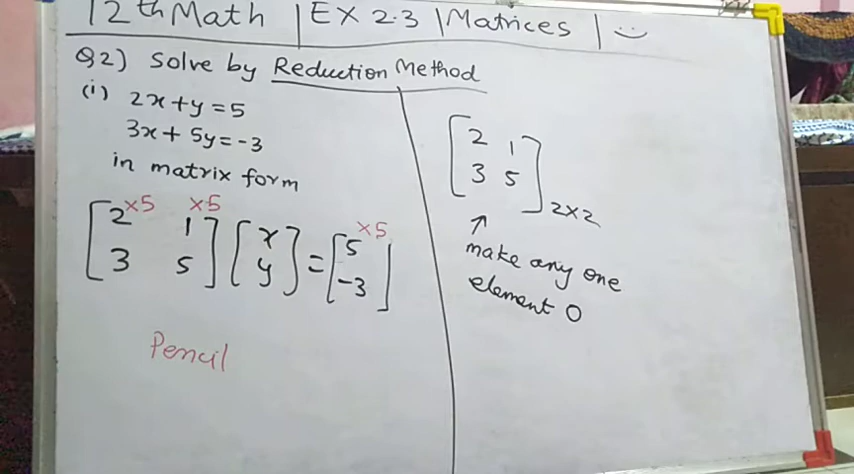 12th Math | EX 2.3 | Matrices | :)
Q2) Solve by Reduction Method
(i) 2x+y=5
3x+5y=-3
in matrix form
[2×5 1×5] [x] = [5×5]
[3 5] [y] [-3]
Pencil
[2 1]
[3 5] 2×2
↑
make any one
element 0